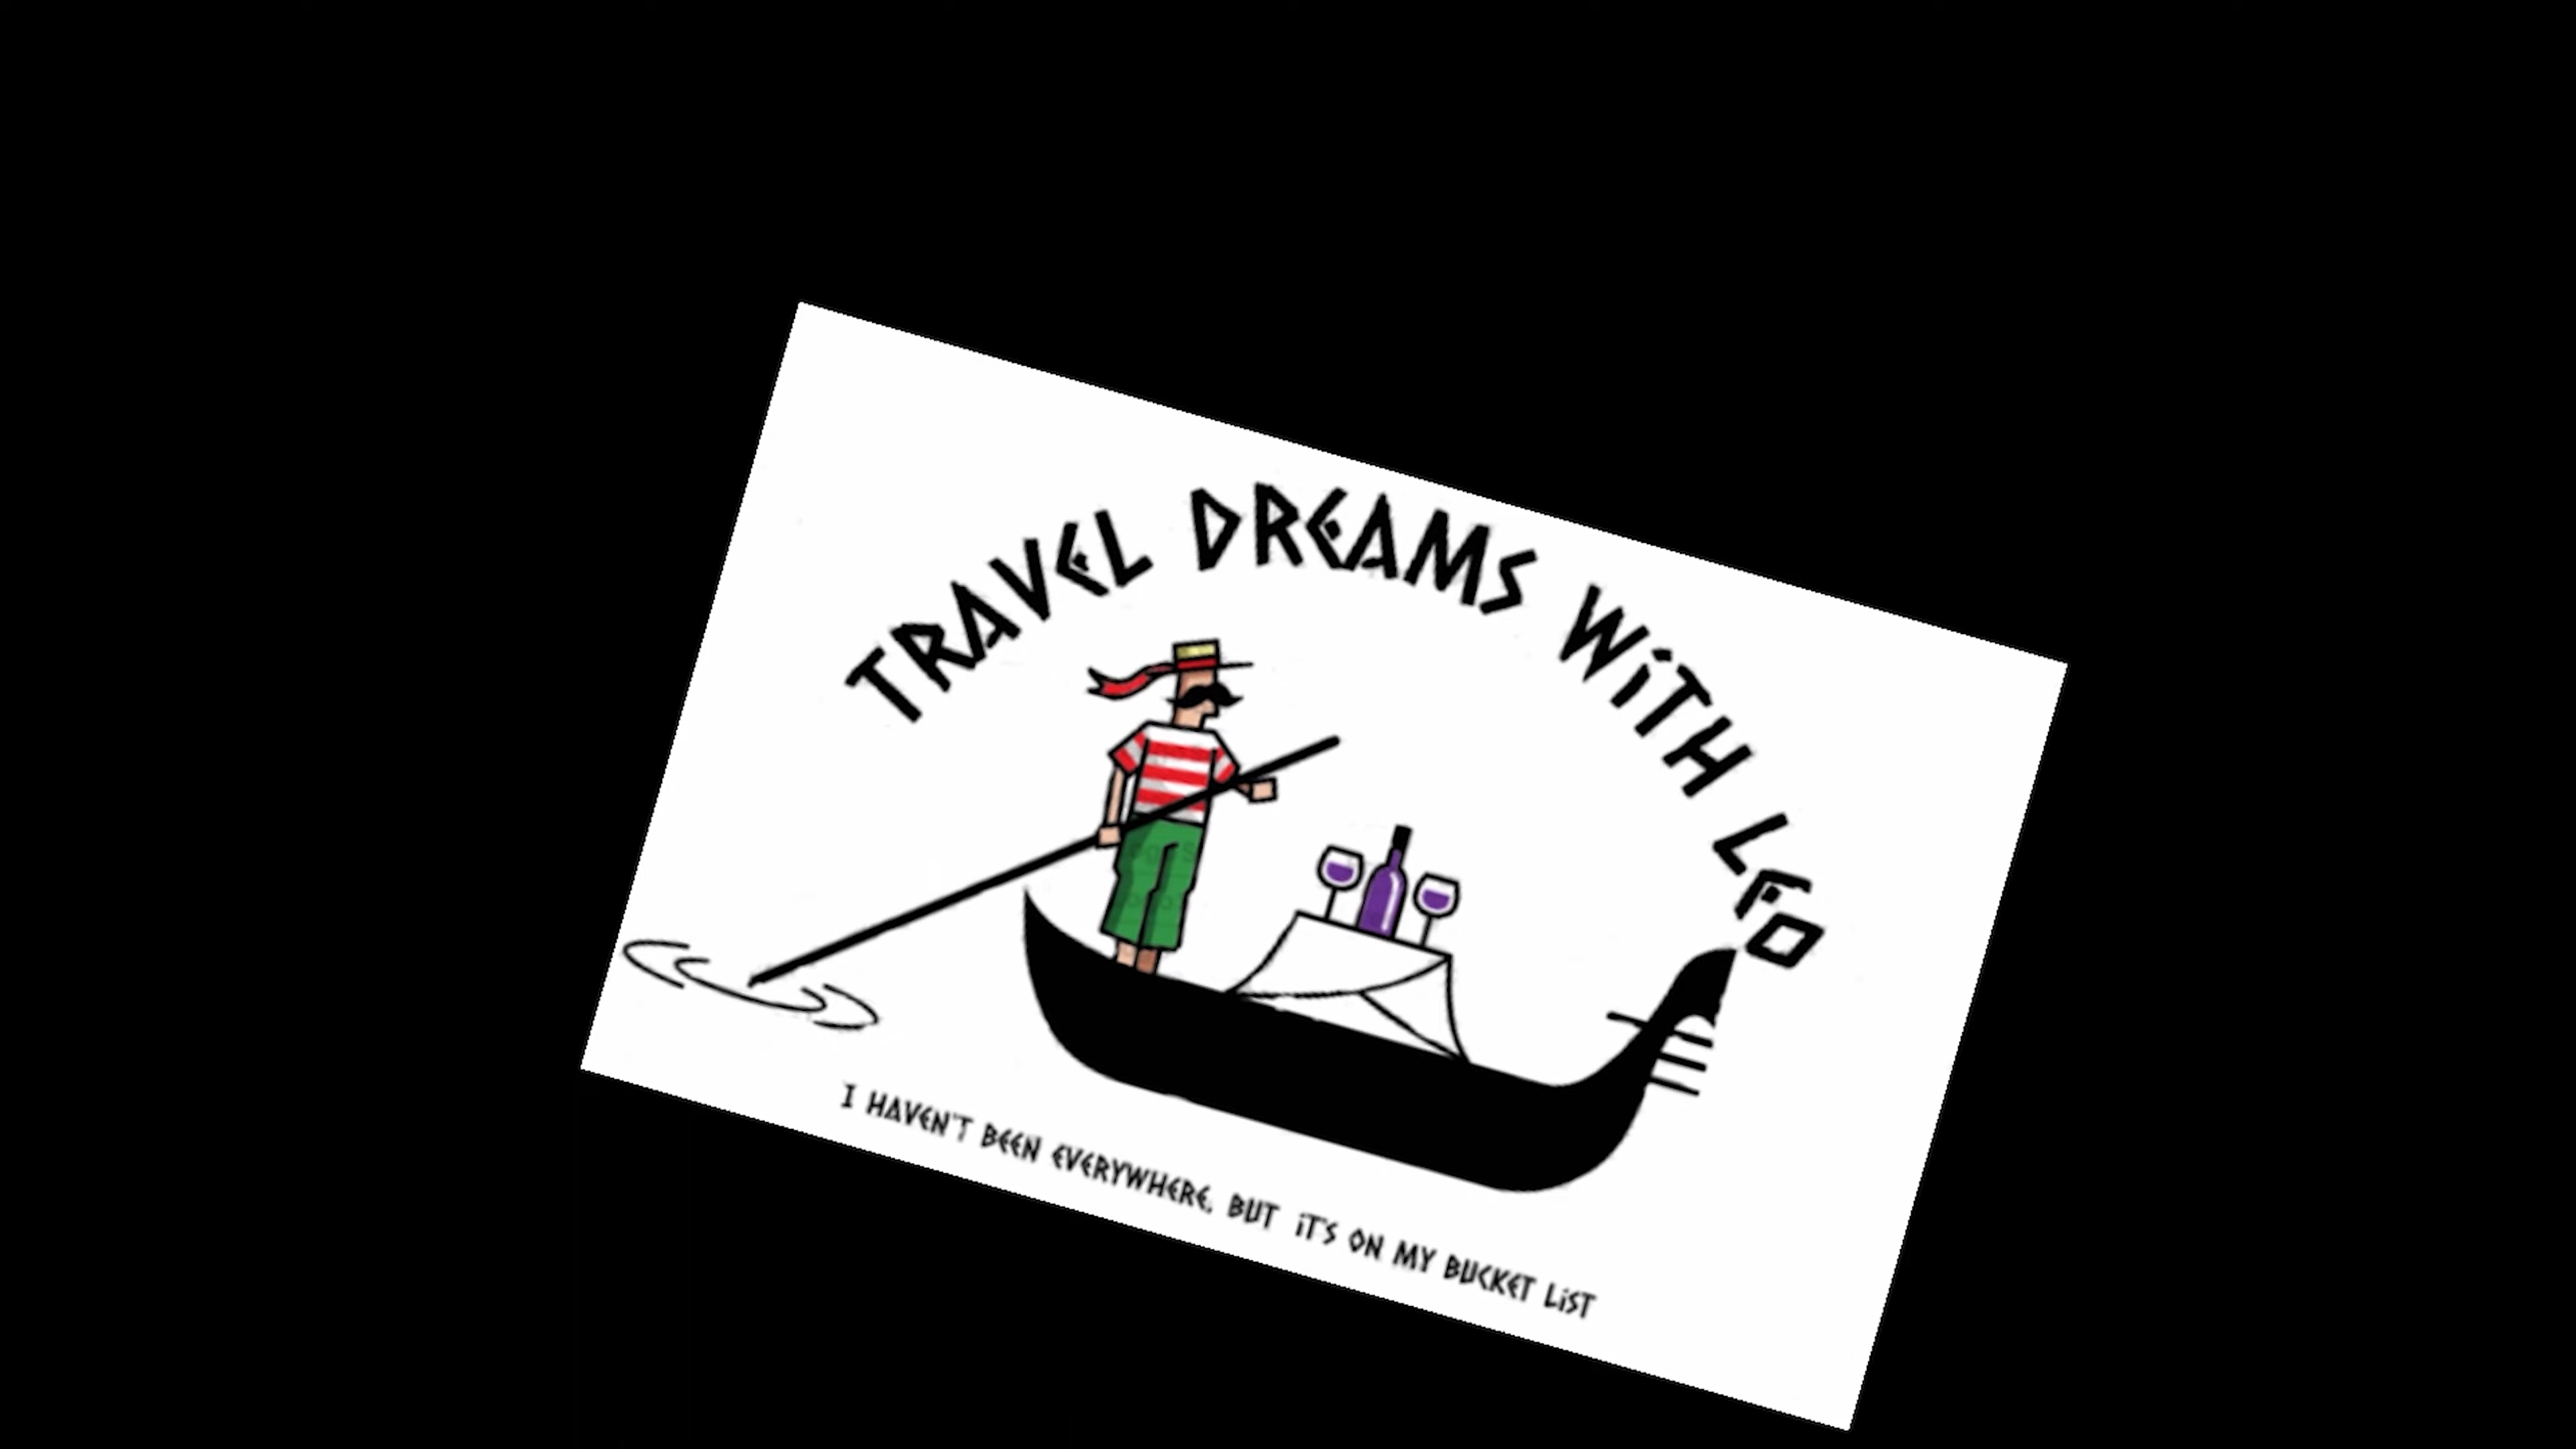 TRAVEL DREAMS WiTH LEO
I HAVEN'T BEEN EVERYWHERE, BUT iT'S ON MY BUCKET LiST